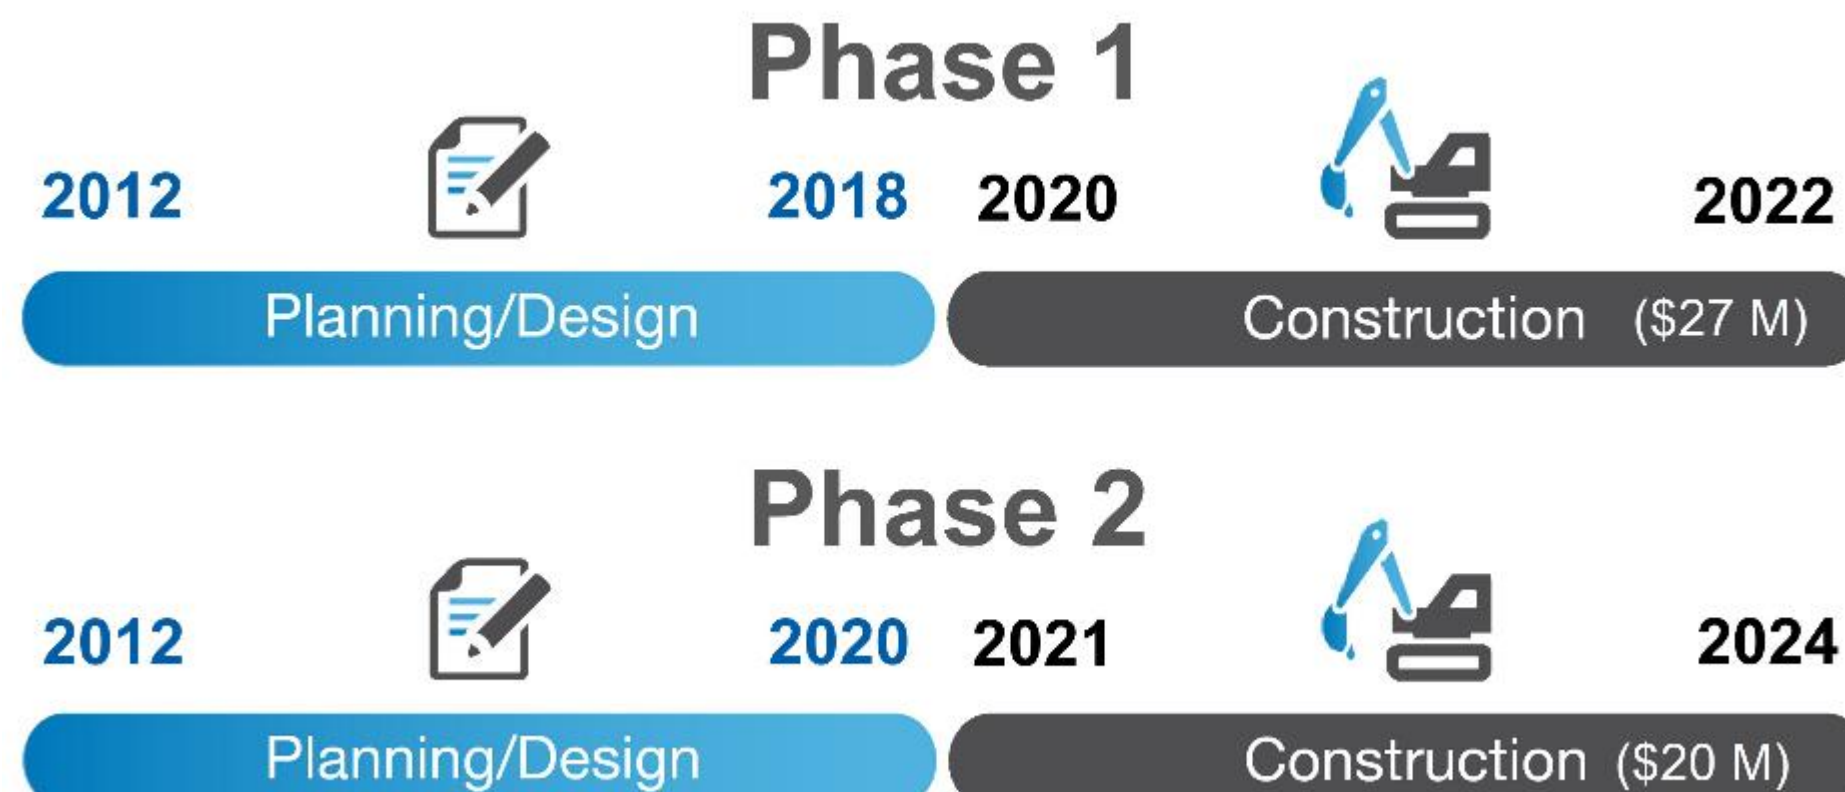 Phase 1
2012 2018 2020 2022
Planning/Design Construction ($27 M)
Phase 2
2012 2020 2021 2024
Planning/Design Construction ($20 M)